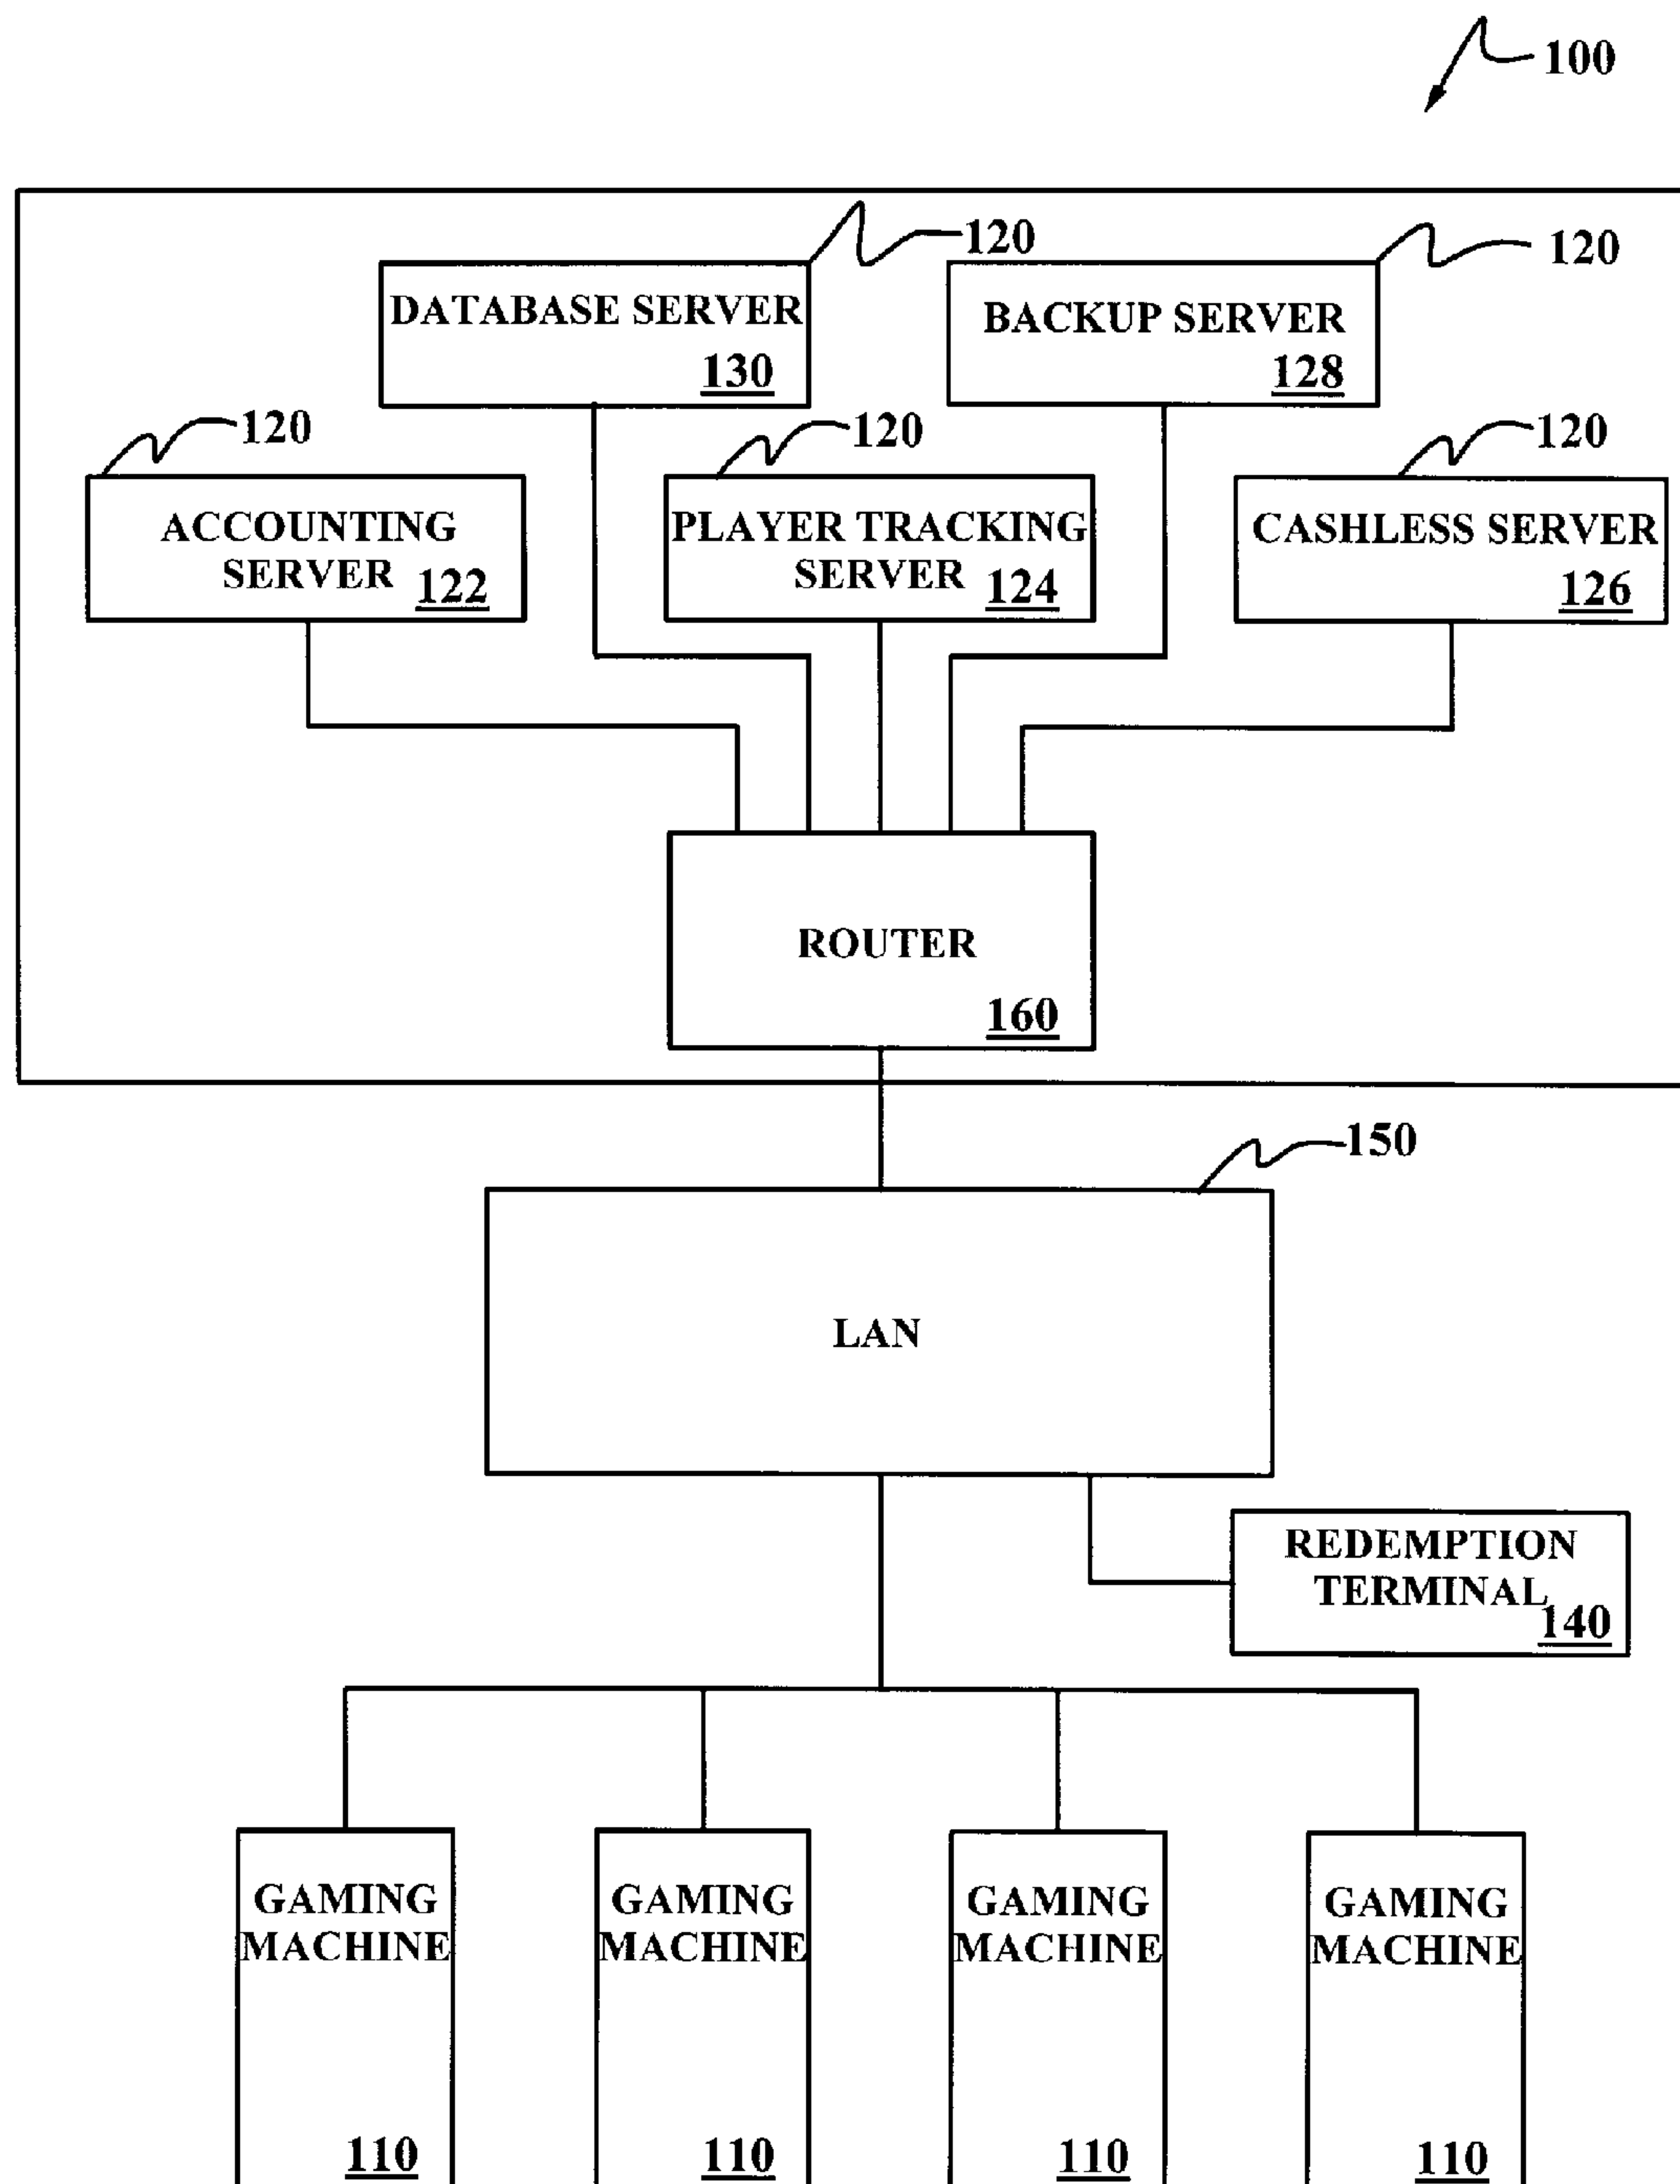 100
120
120
DATABASE SERVER
130
BACKUP SERVER
128
120
120
120
ACCOUNTING
SERVER 122
PLAYER TRACKING
SERVER 124
CASHLESS SERVER
126
ROUTER
160
150
LAN
REDEMPTION
TERMINAL
140
GAMING
MACHINE
110
GAMING
MACHINE
110
GAMING
MACHINE
110
GAMING
MACHINE
110